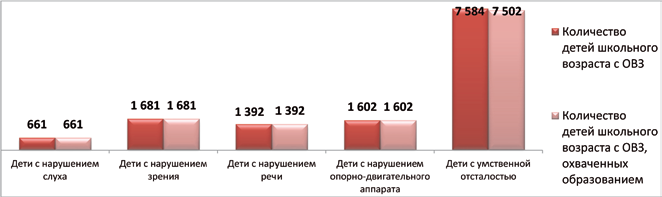 7 584 7 502
1 681 1 681
1 392 1 392
1 602 1 602
661 661
Дети с нарушением
слуха
Дети с нарушением
зрения
Дети с нарушением
речи
Дети с нарушением
опорно-двигательного
аппарата
Дети с умственной
отсталостью
Количество
детей школьного
возраста с ОВЗ
Количество
детей школьного
возраста с ОВЗ,
охваченных
образованием